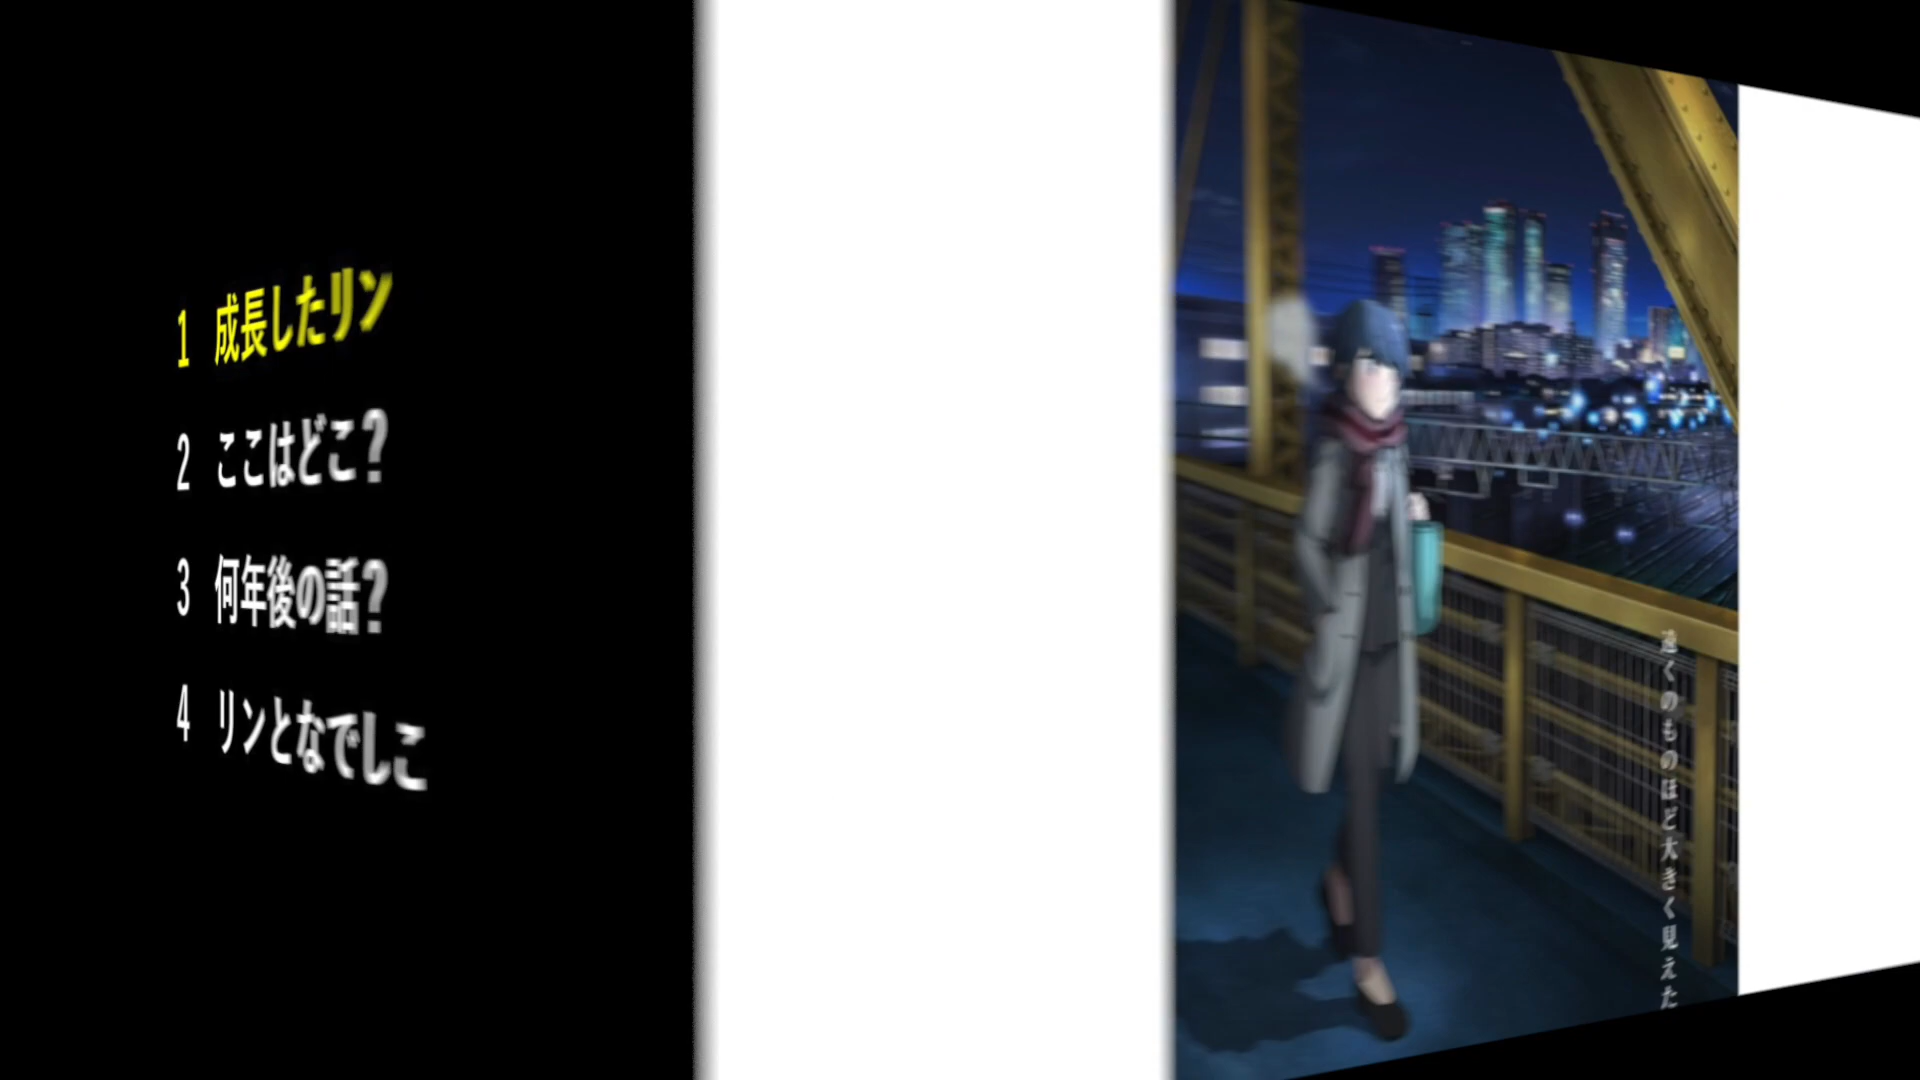 1 成長したリン
2 ここはどこ?
3 何年後の話?
4 リンとなでしこ
遠くのものほど大きく見えた